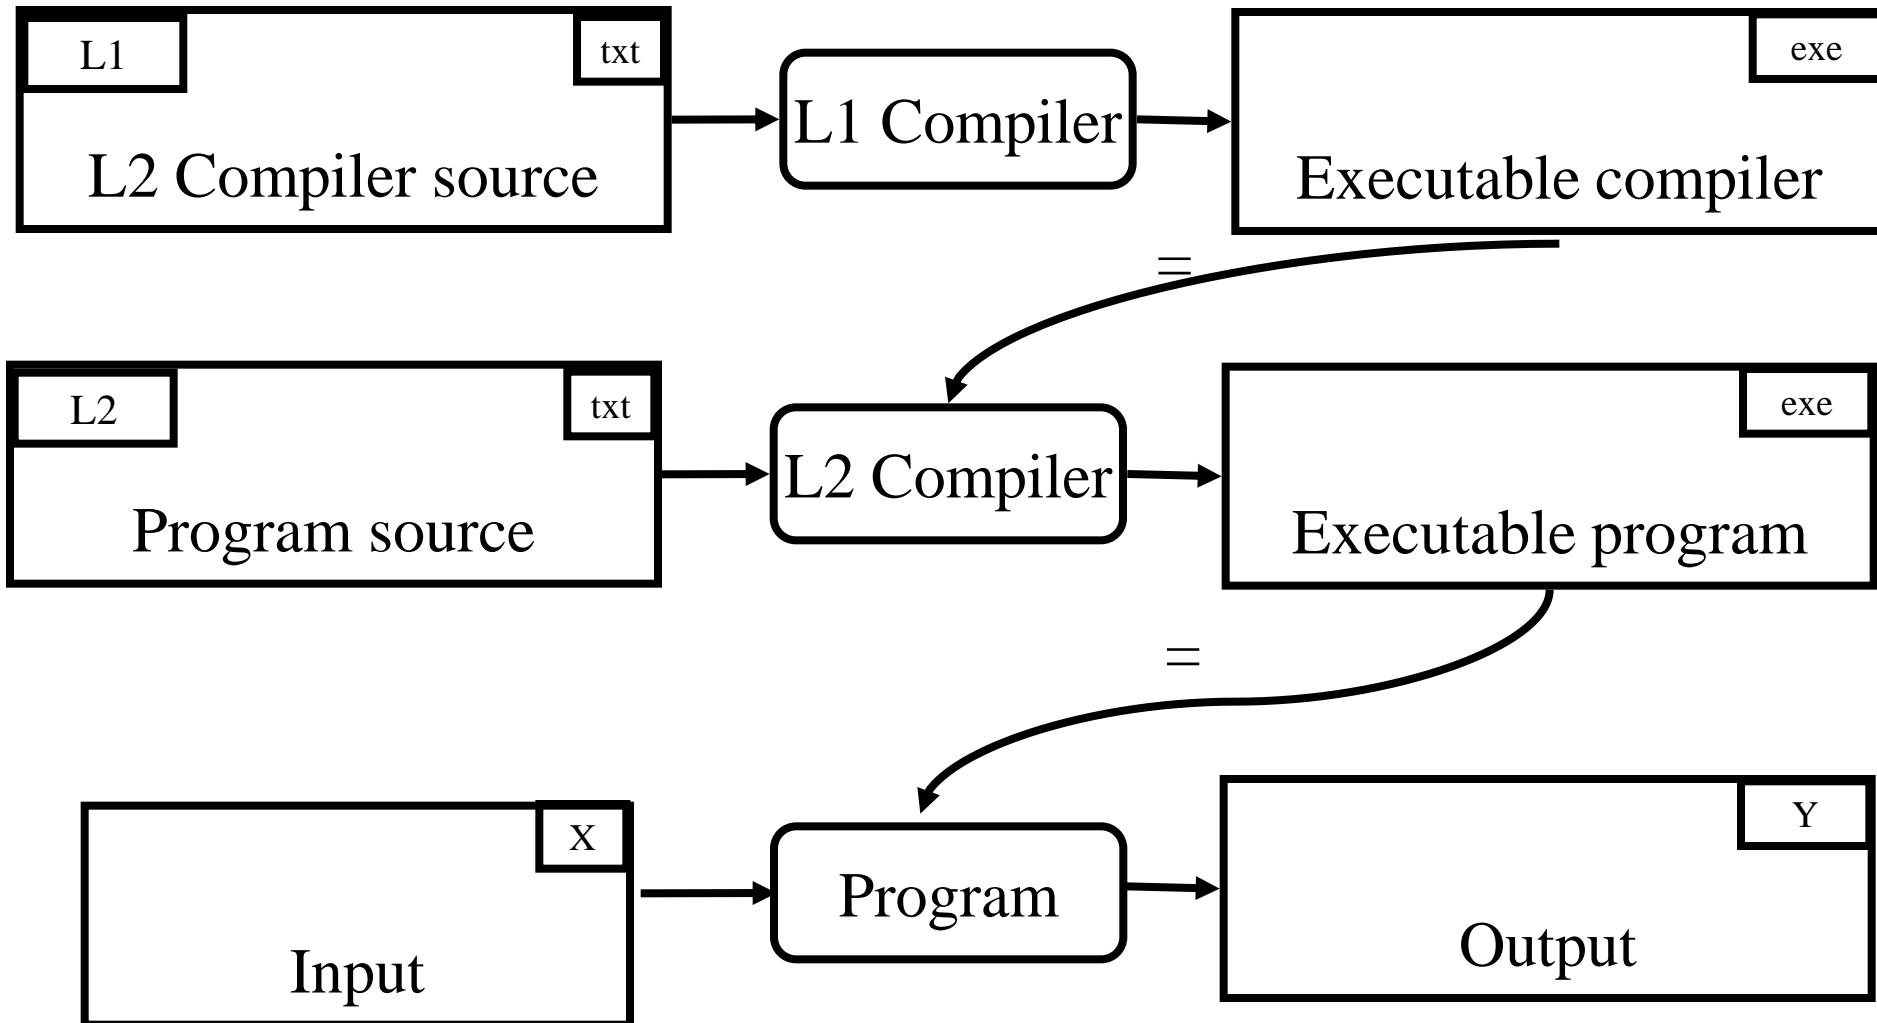 L1
txt
L2 Compiler source
L1 Compiler
exe
Executable compiler
=
L2
txt
Program source
L2 Compiler
exe
Executable program
=
X
Input
Program
Y
Output